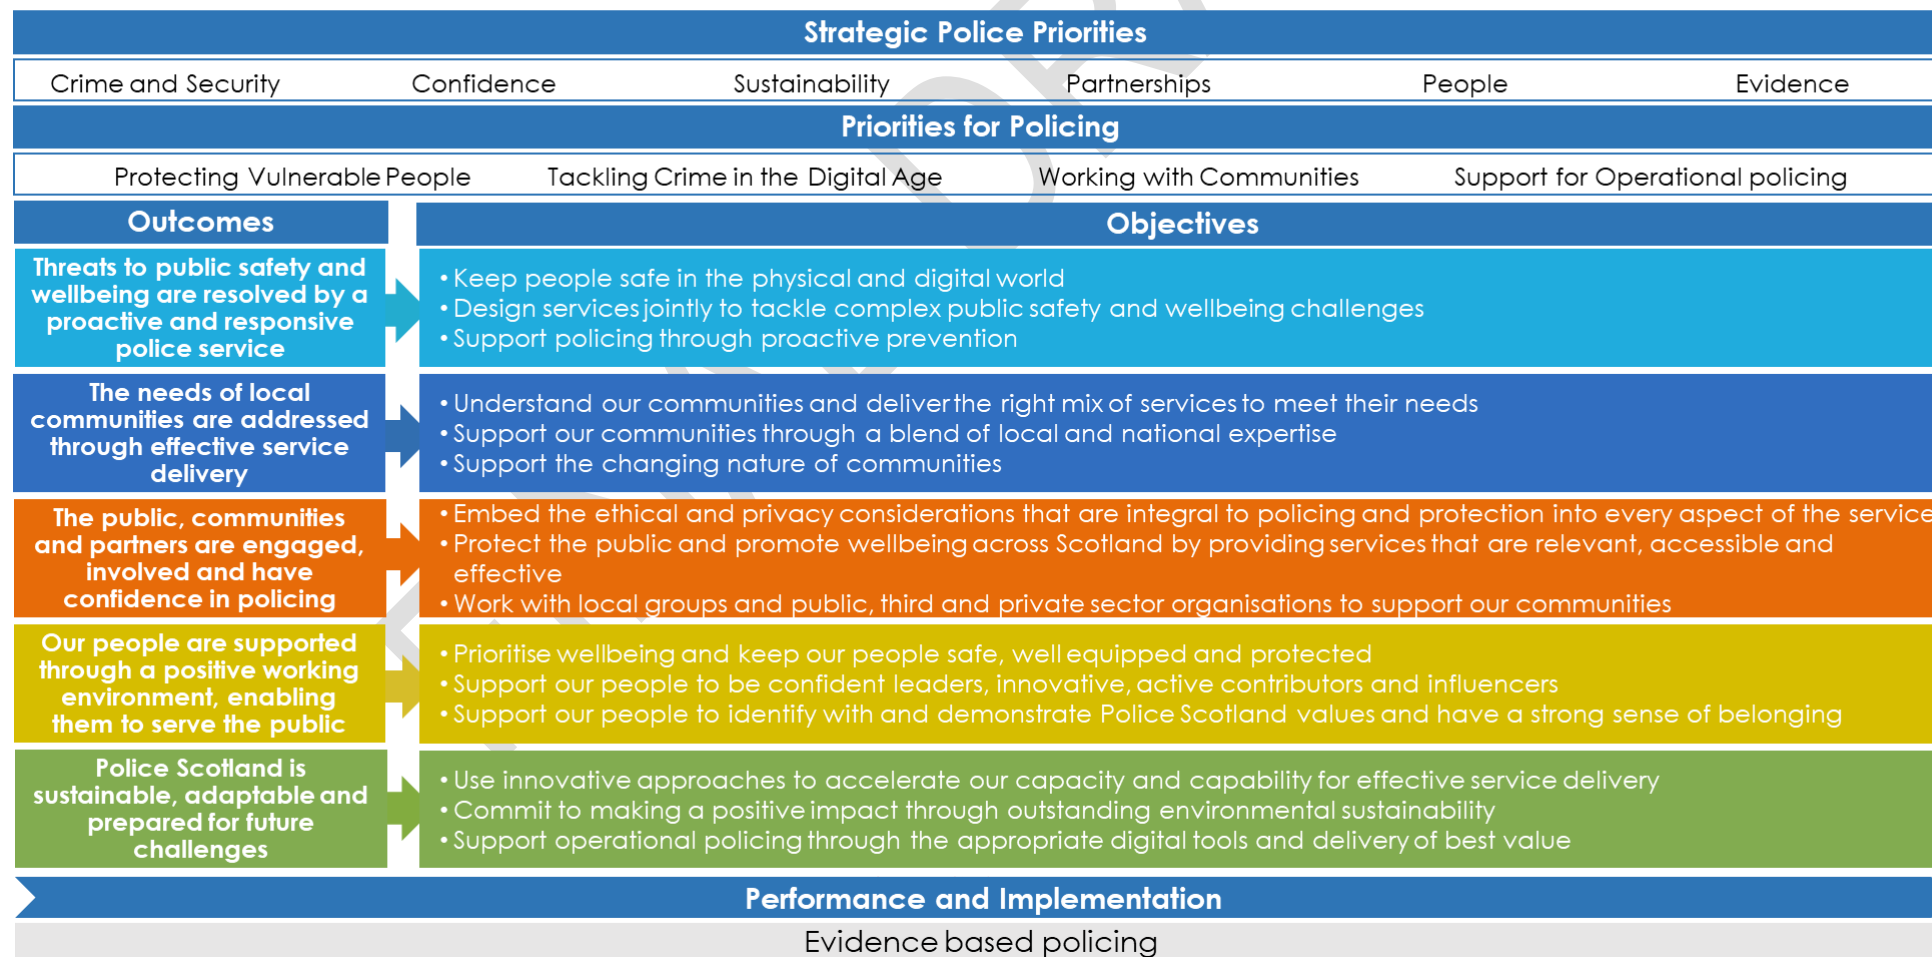 Strategic Police Priorities
Crime and Security Confidence Sustainability Partnerships People Evidence
Priorities for Policing
Protecting Vulnerable People Tackling Crime in the Digital Age Working with Communities Support for Operational policing
Outcomes
Objectives
Threats to public safety and
wellbeing are resolved by a
proactive and responsive
police service
• Keep people safe in the physical and digital world
• Design services jointly to tackle complex public safety and wellbeing challenges
• Support policing through proactive prevention
The needs of local
communities are addressed
through effective service
delivery
• Understand our communities and deliver the right mix of services to meet their needs
• Support our communities through a blend of local and national expertise
• Support the changing nature of communities
The public, communities
and partners are engaged,
involved and have
confidence in policing
• Embed the ethical and privacy considerations that are integral to policing and protection into every aspect of the service
• Protect the public and promote wellbeing across Scotland by providing services that are relevant, accessible and
effective
• Work with local groups and public, third and private sector organisations to support our communities
Our people are supported
through a positive working
environment, enabling
them to serve the public
• Prioritise wellbeing and keep our people safe, well equipped and protected
• Support our people to be confident leaders, innovative, active contributors and influencers
• Support our people to identify with and demonstrate Police Scotland values and have a strong sense of belonging
Police Scotland is
sustainable, adaptable and
prepared for future
challenges
• Use innovative approaches to accelerate our capacity and capability for effective service delivery
• Commit to making a positive impact through outstanding environmental sustainability
• Support operational policing through the appropriate digital tools and delivery of best value
Performance and Implementation
Evidence based policing